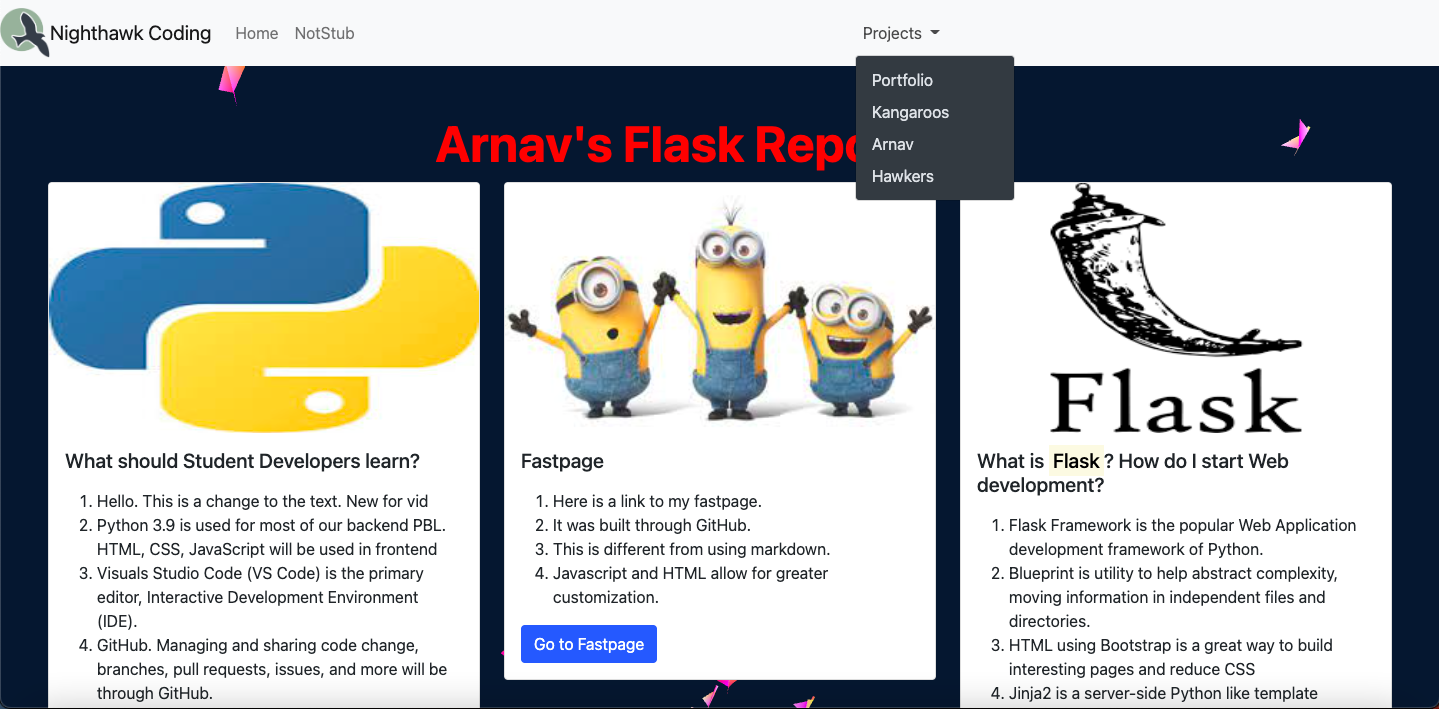 Nighthawk Coding Home NotStub Projects
Portfolio
Kangaroos
Arnav
Hawkers
Arnav's Flask Repo
Flask
What should Student Developers learn?
1. Hello. This is a change to the text. New for vid
2. Python 3.9 is used for most of our backend PBL.
HTML, CSS, JavaScript will be used in frontend
3. Visuals Studio Code (VS Code) is the primary
editor, Interactive Development Environment
(IDE).
4. GitHub. Managing and sharing code change,
branches, pull requests, issues, and more will be
through GitHub.
Fastpage
1. Here is a link to my fastpage.
2. It was built through GitHub.
3. This is different from using markdown.
4. Javascript and HTML allow for greater
customization.
Go to Fastpage
What is Flask? How do I start Web
development?
1. Flask Framework is the popular Web Application
development framework of Python.
2. Blueprint is utility to help abstract complexity,
moving information in independent files and
directories.
3. HTML using Bootstrap is a great way to build
interesting pages and reduce CSS
4. Jinja2 is a server-side Python like template